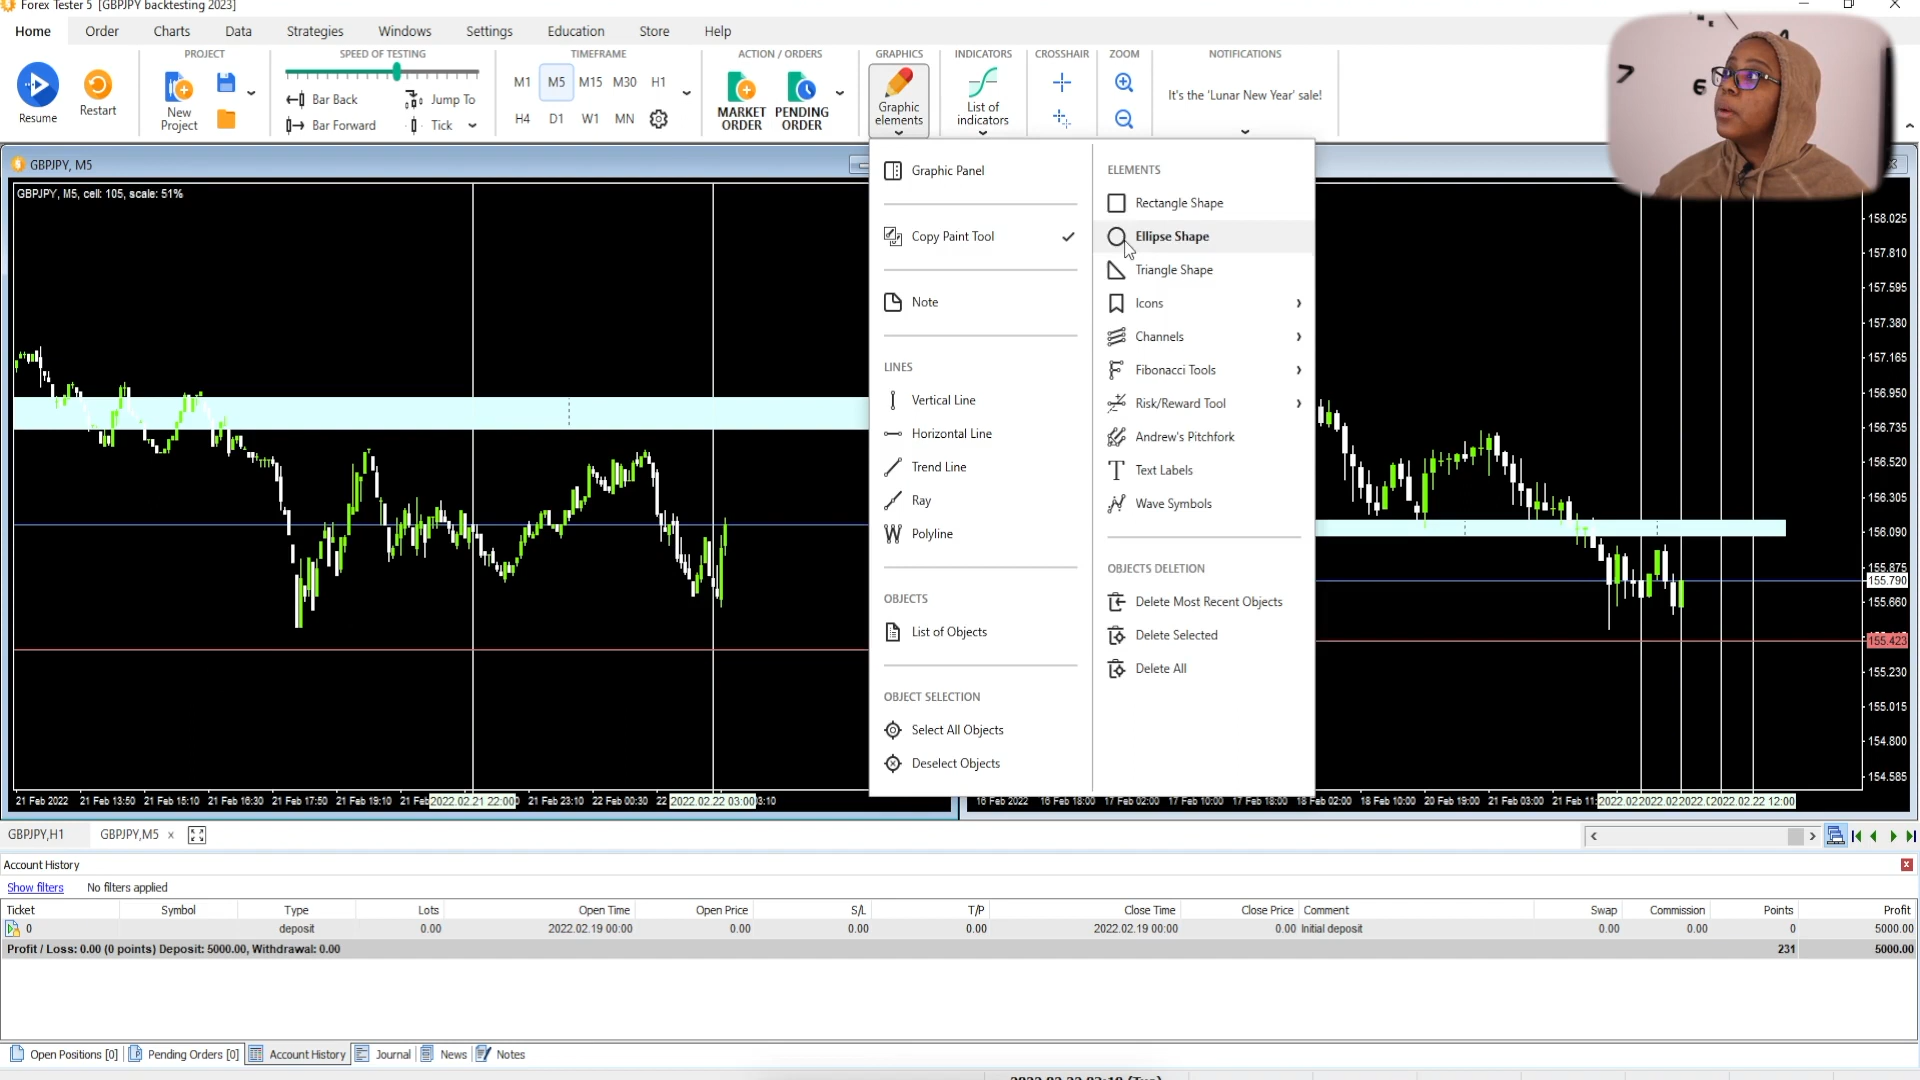 Forex Tester 5 [GBPJPY backtesting 2023]
Home Order Charts Data Strategies Windows Settings Education Store Help
PROJECT SPEED OF TESTING TIMEFRAME ACTION / ORDERS GRAPHICS INDICATORS CROSSHAIR ZOOM NOTIFICATIONS
M1 M5 M15 M30 H1
Bar Back Jump To
It's the 'Lunar New Year' sale!
Resume Restart New Project
Bar Forward Tick
H4 D1 W1 MN
MARKET ORDER PENDING ORDER
Graphic elements
List of indicators
7 6
GBPJPY, M5
GBPJPY, M5, cell: 105, scale: 51%
Graphic Panel
Copy Paint Tool
Note
LINES
Vertical Line
Horizontal Line
Trend Line
Ray
Polyline
OBJECTS
List of Objects
OBJECT SELECTION
Select All Objects
Deselect Objects
ELEMENTS
Rectangle Shape
Ellipse Shape
Triangle Shape
Icons
Channels
Fibonacci Tools
Risk/Reward Tool
Andrew's Pitchfork
Text Labels
Wave Symbols
OBJECTS DELETION
Delete Most Recent Objects
Delete Selected
Delete All
158.025
157.810
157.595
157.380
157.165
156.950
156.735
156.520
156.305
156.090
155.875
155.790
155.660
155.423
155.230
155.015
154.800
154.585
21 Feb 2022 21 Feb 13:50 21 Feb 15:10 21 Feb 16:30 21 Feb 17:50 21 Feb 19:10 21 Feb 2022.02.21 22:00 21 Feb 23:10 22 Feb 00:30 22 2022.02.22 03:00 3:10
16 Feb 2022 16 Feb 18:00 17 Feb 02:00 17 Feb 10:00 17 Feb 18:00 18 Feb 02:00 18 Feb 10:00 20 Feb 19:00 21 Feb 03:00 21 Feb 11: 2022.02 2022.02 2022.0 2022.02.22 12:00
GBPJPY,H1 GBPJPY,M5 x
Account History
Show filters No filters applied
Ticket Symbol Type Lots Open Time Open Price S/L T/P Close Time Close Price Comment Swap Commission Points Profit
0 deposit 0.00 2022.02.19 00:00 0.00 0.00 0.00 2022.02.19 00:00 0.00 Initial deposit 0.00 0.00 0 5000.00
Profit / Loss: 0.00 (0 points) Deposit: 5000.00, Withdrawal: 0.00 231 5000.00
Open Positions [0] Pending Orders [0] Account History Journal News Notes